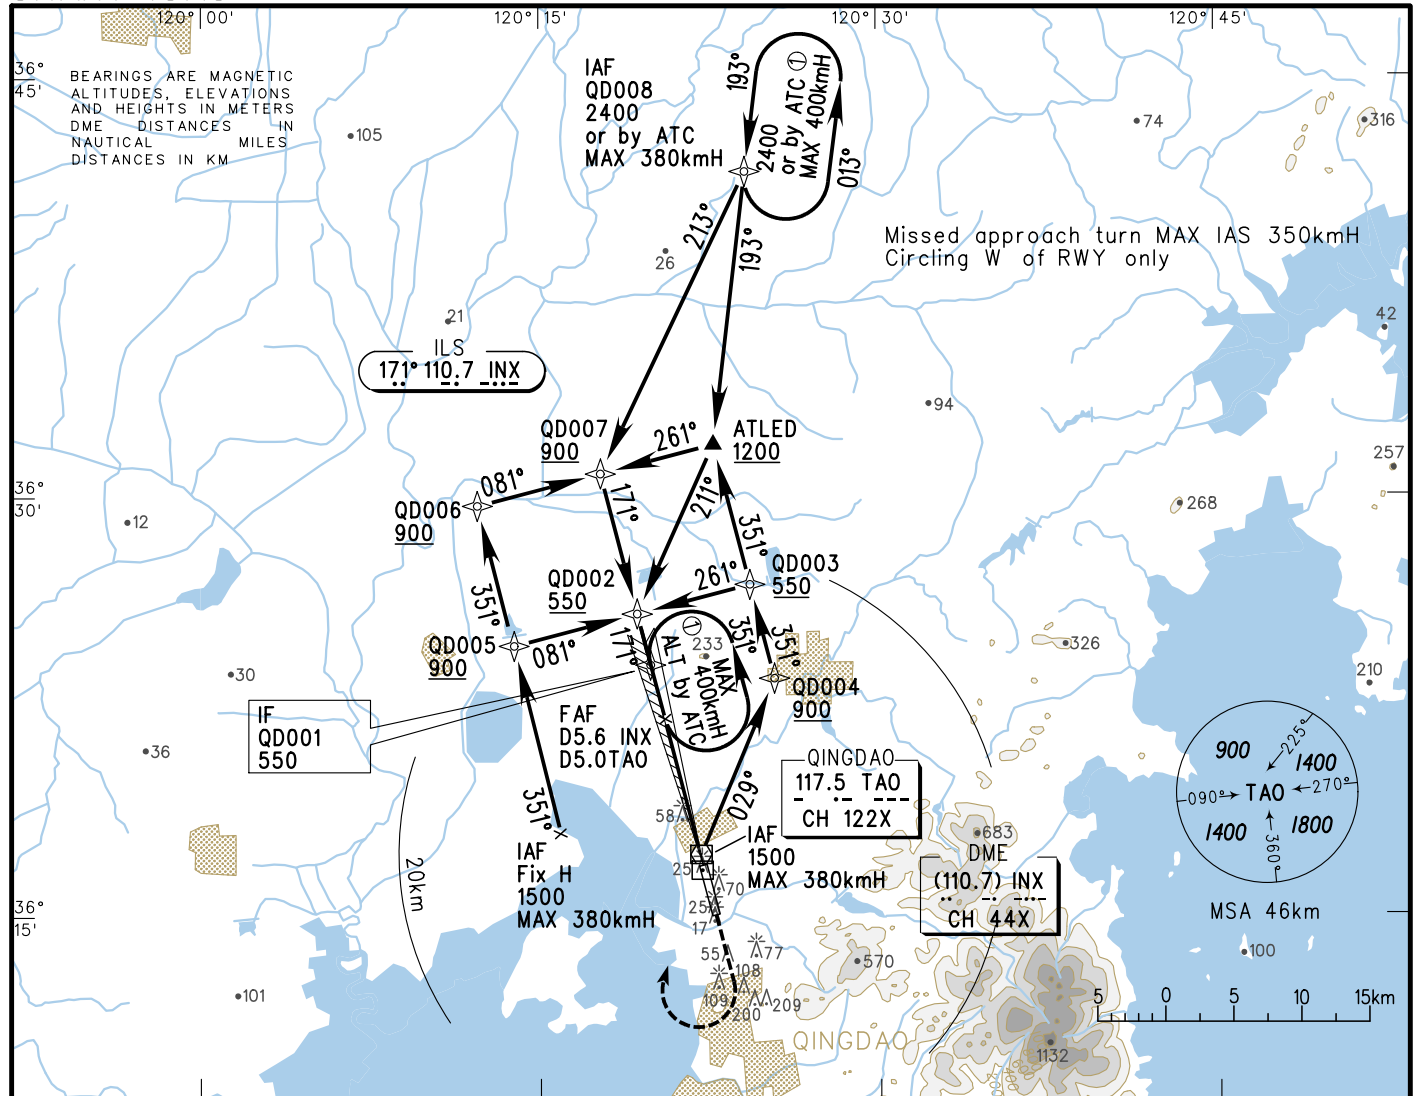 120° 00'
120° 15'
120° 30'
120° 45'
36°
45'
BEARINGS ARE MAGNETIC
ALTITUDES, ELEVATIONS
AND HEIGHTS IN METERS
DME DISTANCES IN
NAUTICAL MILES
DISTANCES IN KM
105
IAF
QD008
2400
or by ATC
MAX 380kmH
193°
2400
or by ATC ①
MAX 400kmH
013°
74
316
213°
193°
26
Missed approach turn MAX IAS 350kmH
Circling W of RWY only
21
ILS
171° 110.7 INX
42
94
QD007
900
261°
ATLED
1200
257
36°
30'
081°
QD006
900
171°
211°
351°
268
12
QD002
550
261°
QD003
550
351°
QD005
900
081°
171°
①
ALT by ATC
MAX 400kmH
233
351°
351°
326
30
QD004
900
210
IF
QD001
550
FAF
D5.6 INX
D5.0TAO
36
QINGDAO
117.5 TAO
CH 122X
900
225°
1400
090°
TAO
270°
1400
360°
1800
MSA 46km
029°
351°
58
IAF
Fix H
1500
MAX 380kmH
IAF
1500
MAX 380kmH
683
DME
(110.7) INX
CH 44X
20km
257
70
25
17
36°
15'
55
77
108
109
200
209
570
100
101
5 0 5 10 15km
QINGDAO
1132